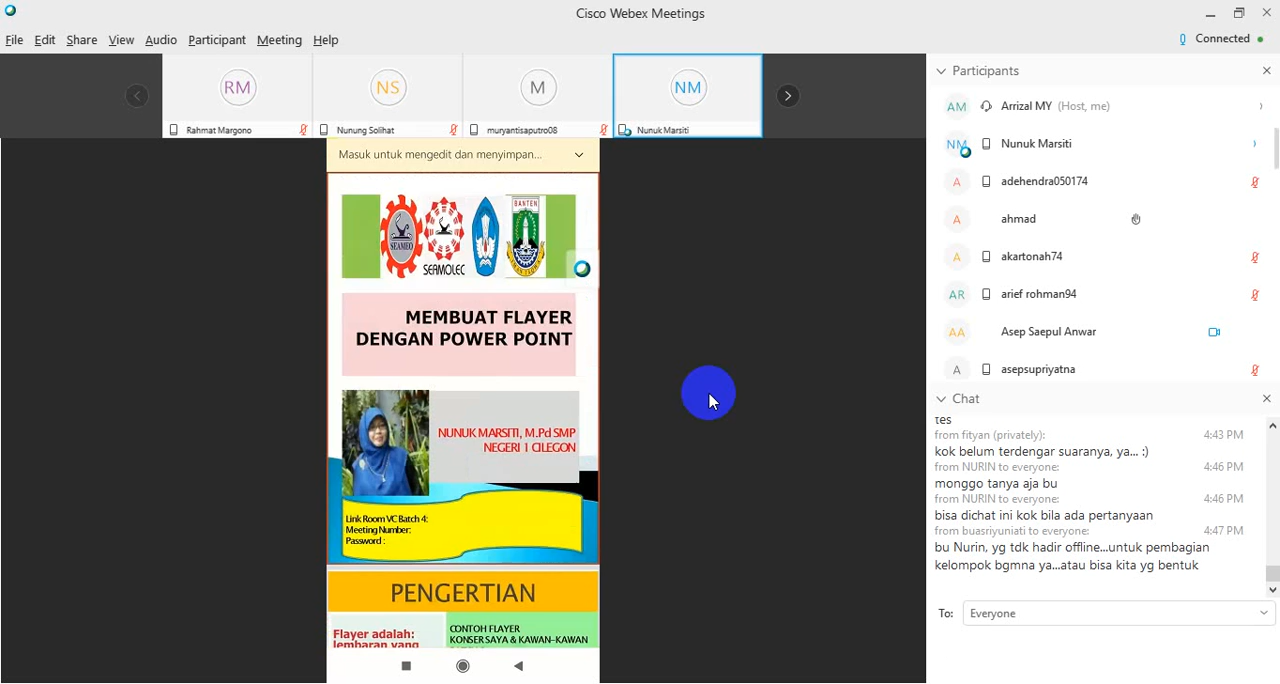 Cisco Webex Meetings
File Edit Share View Audio Participant Meeting Help
Connected
RM
NS
M
NM
Rahmat Margono
Nunung Solihat
muryantisaputro08
Nunuk Marsiti
Masuk untuk mengedit dan menyimpan...
SEAMEO
SEAMOLEC
BANTEN
MEMBUAT FLAYER
DENGAN POWER POINT
NUNUK MARSITI, M.Pd SMP
NEGERI 1 CILEGON
Link Room VC Batch 4:
Meeting Number:
Password :
PENGERTIAN
Flayer adalah:
lembaran yang
CONTOH FLAYER
KONSER SAYA & KAWAN-KAWAN
Participants
AM Arrizal MY (Host, me)
NM Nunuk Marsiti
A adehendra050174
A ahmad
A akartonah74
AR arief rohman94
AA Asep Saepul Anwar
A asepsupriyatna
Chat
tes
from fityan (privately): 4:43 PM
kok belum terdengar suaranya, ya... :)
from NURIN to everyone: 4:46 PM
monggo tanya aja bu
from NURIN to everyone: 4:46 PM
bisa dichat ini kok bila ada pertanyaan
from buasriyuniati to everyone: 4:47 PM
bu Nurin, yg tdk hadir offline...untuk pembagian
kelompok bgmna ya...atau bisa kita yg bentuk
To: Everyone